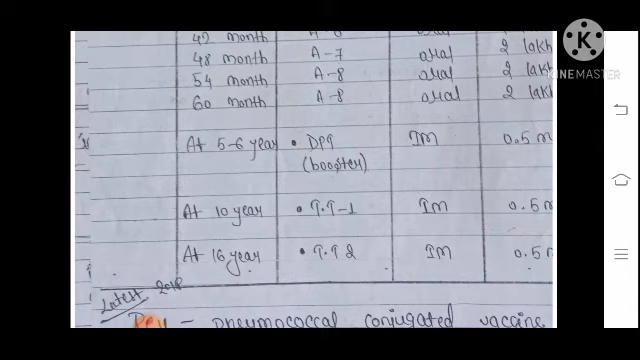 42 month A-6 oral 2 lakh
48 month A-7 oral 2 lakh
54 month A-8 oral 2 lakh
60 month A-8 oral 2 lakh
At 5-6 year • DPT IM 0.5 m
(booster)
At 10 year • T.T-1 IM 0.5 m
At 16 year • T.T 2 IM 0.5 m
Latest 2018
PCV - Pneumococcal conjugated vaccine
K
KINEMASTER